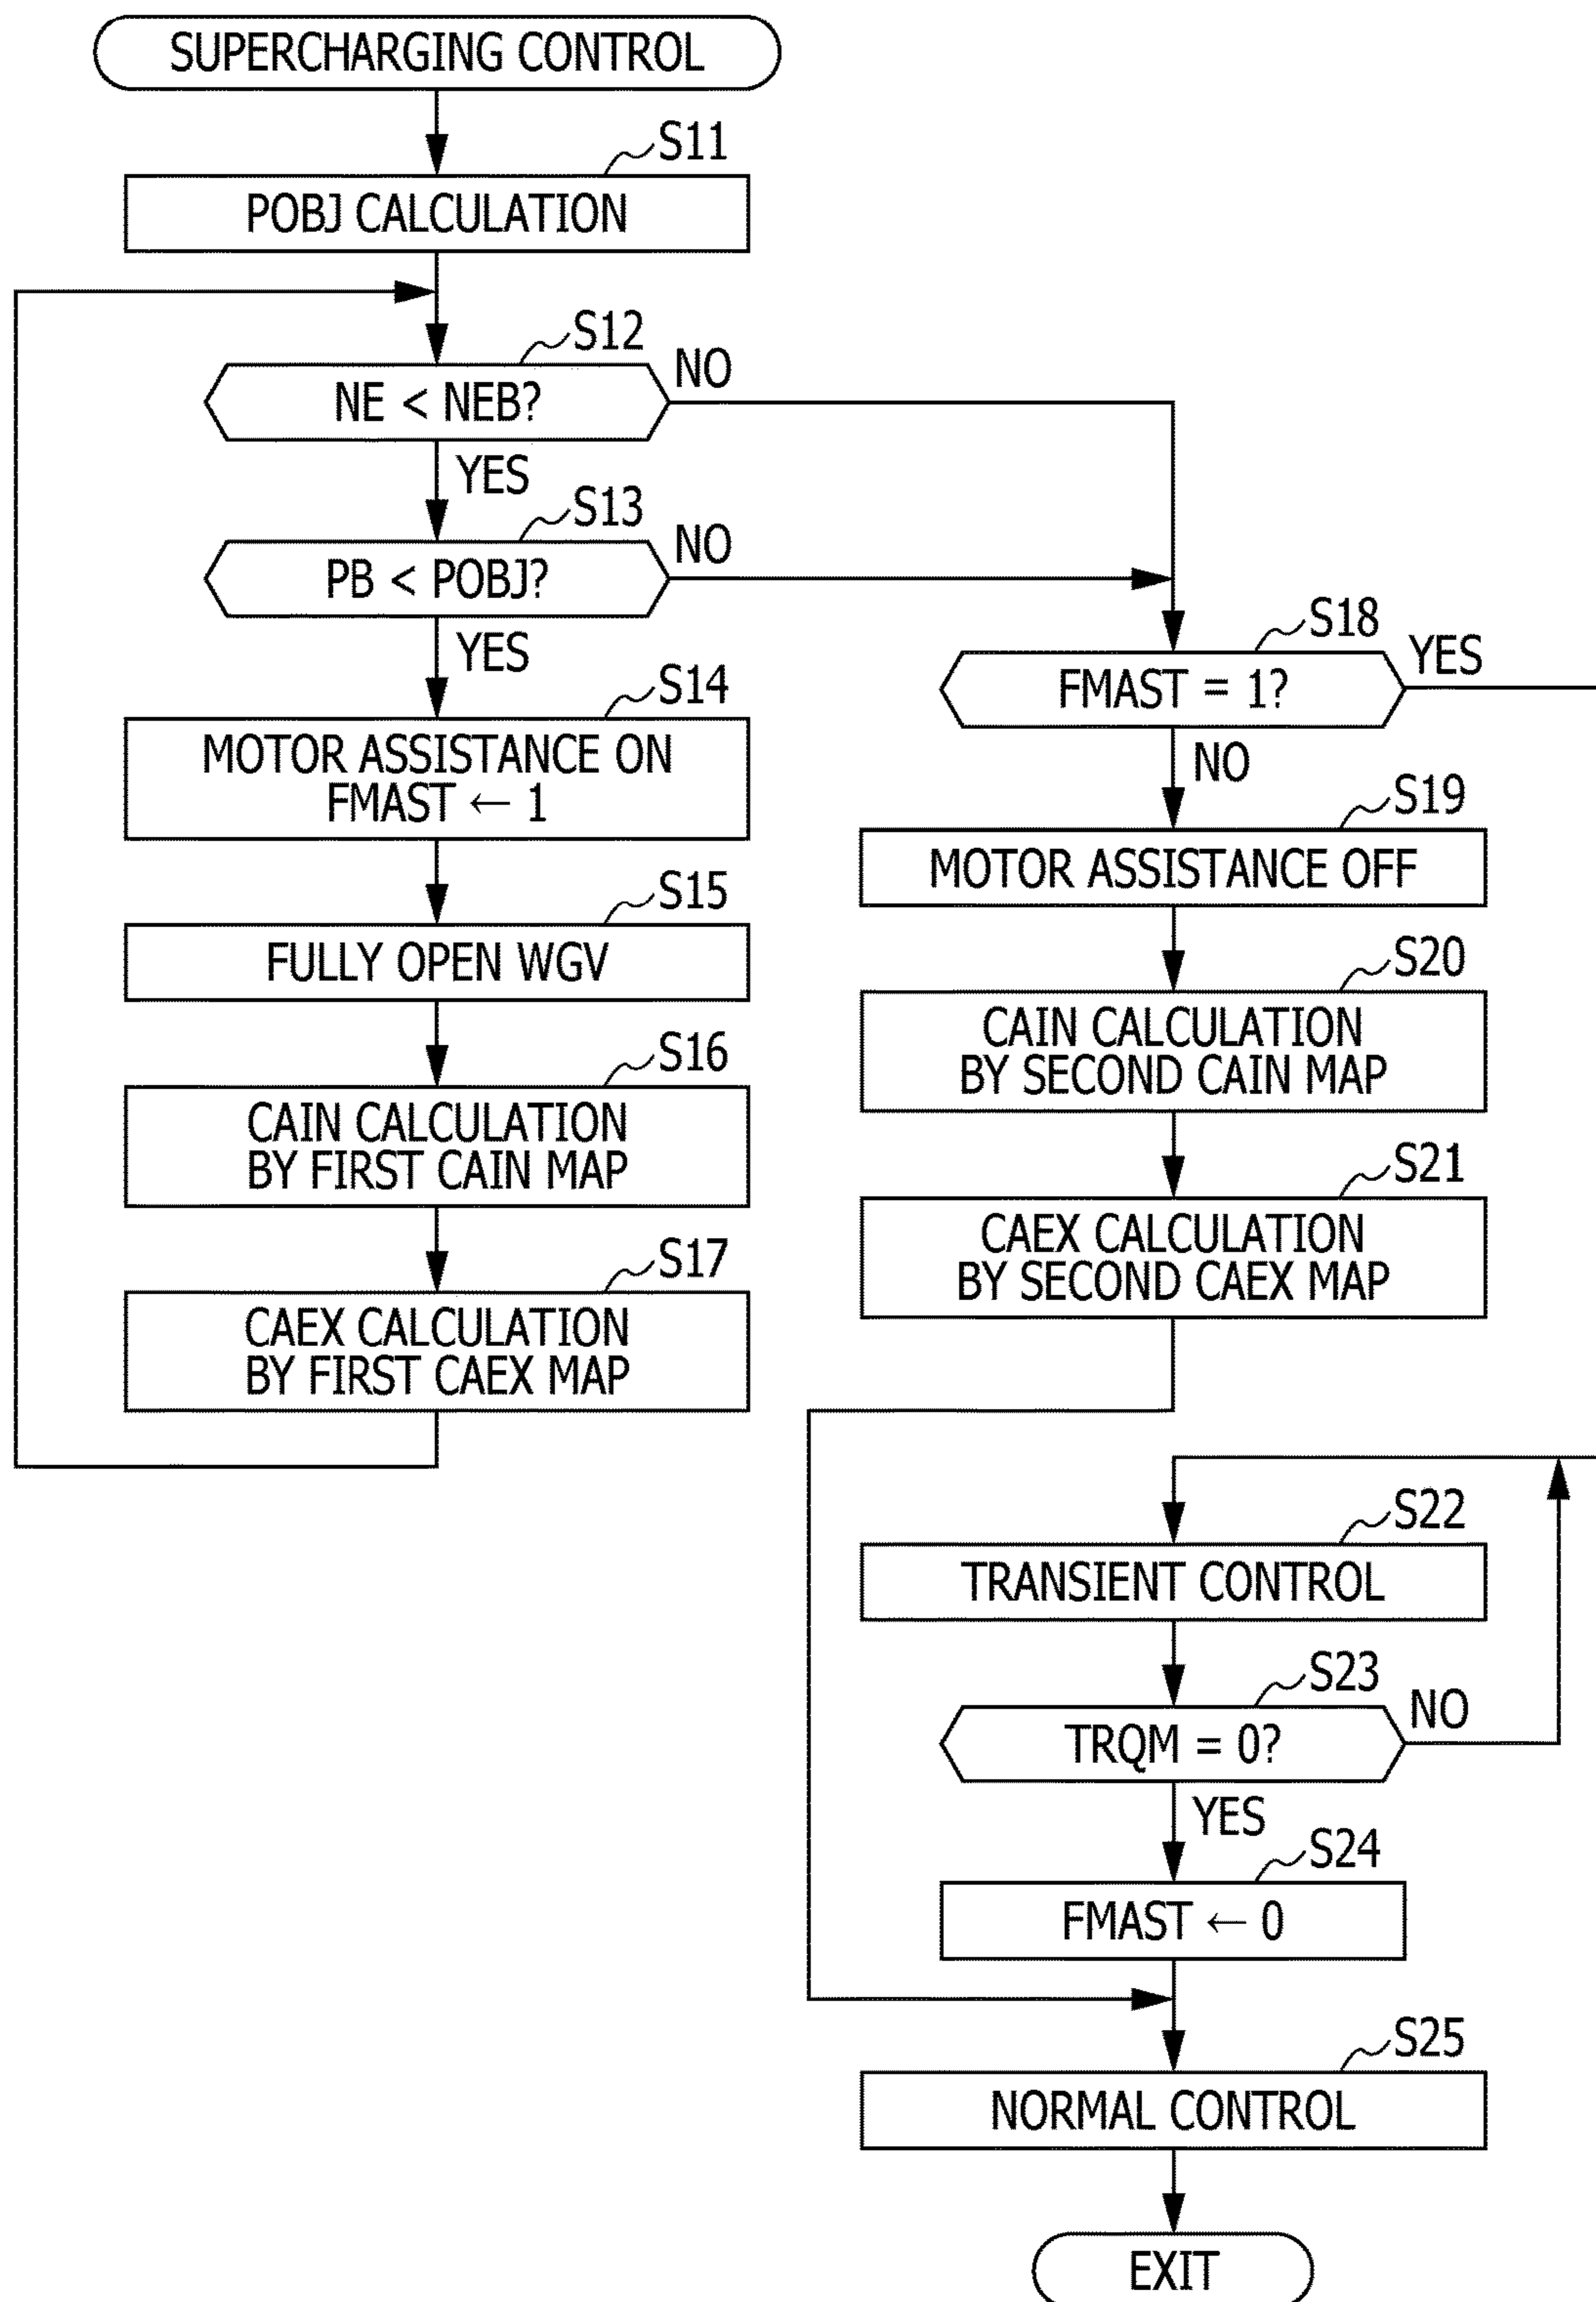 SUPERCHARGING CONTROL
S11
POBJ CALCULATION
S12
NE < NEB?
NO
YES
S13
PB < POBJ?
NO
YES
S14
MOTOR ASSISTANCE ON
FMAST ← 1
S15
FULLY OPEN WGV
S16
CAIN CALCULATION
BY FIRST CAIN MAP
S17
CAEX CALCULATION
BY FIRST CAEX MAP
S18
FMAST = 1?
YES
NO
S19
MOTOR ASSISTANCE OFF
S20
CAIN CALCULATION
BY SECOND CAIN MAP
S21
CAEX CALCULATION
BY SECOND CAEX MAP
S22
TRANSIENT CONTROL
S23
TRQM = 0?
NO
YES
S24
FMAST ← 0
S25
NORMAL CONTROL
EXIT